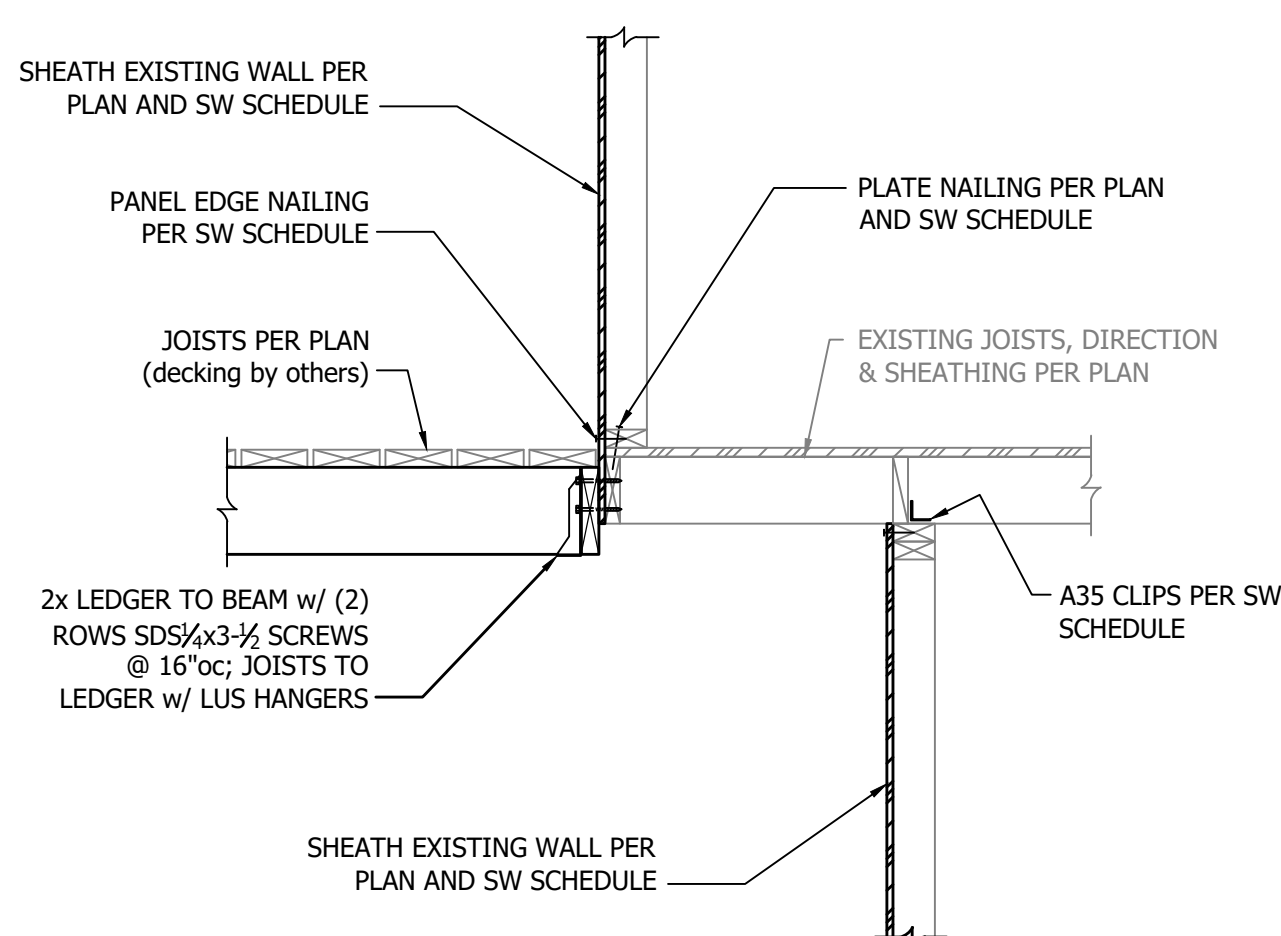 SHEATH EXISTING WALL PER
PLAN AND SW SCHEDULE
PANEL EDGE NAILING
PER SW SCHEDULE
JOISTS PER PLAN
(decking by others)
2x LEDGER TO BEAM w/ (2)
ROWS SDS¼x3-½ SCREWS
@ 16"oc; JOISTS TO
LEDGER w/ LUS HANGERS
PLATE NAILING PER PLAN
AND SW SCHEDULE
EXISTING JOISTS, DIRECTION
& SHEATHING PER PLAN
A35 CLIPS PER SW
SCHEDULE
SHEATH EXISTING WALL PER
PLAN AND SW SCHEDULE